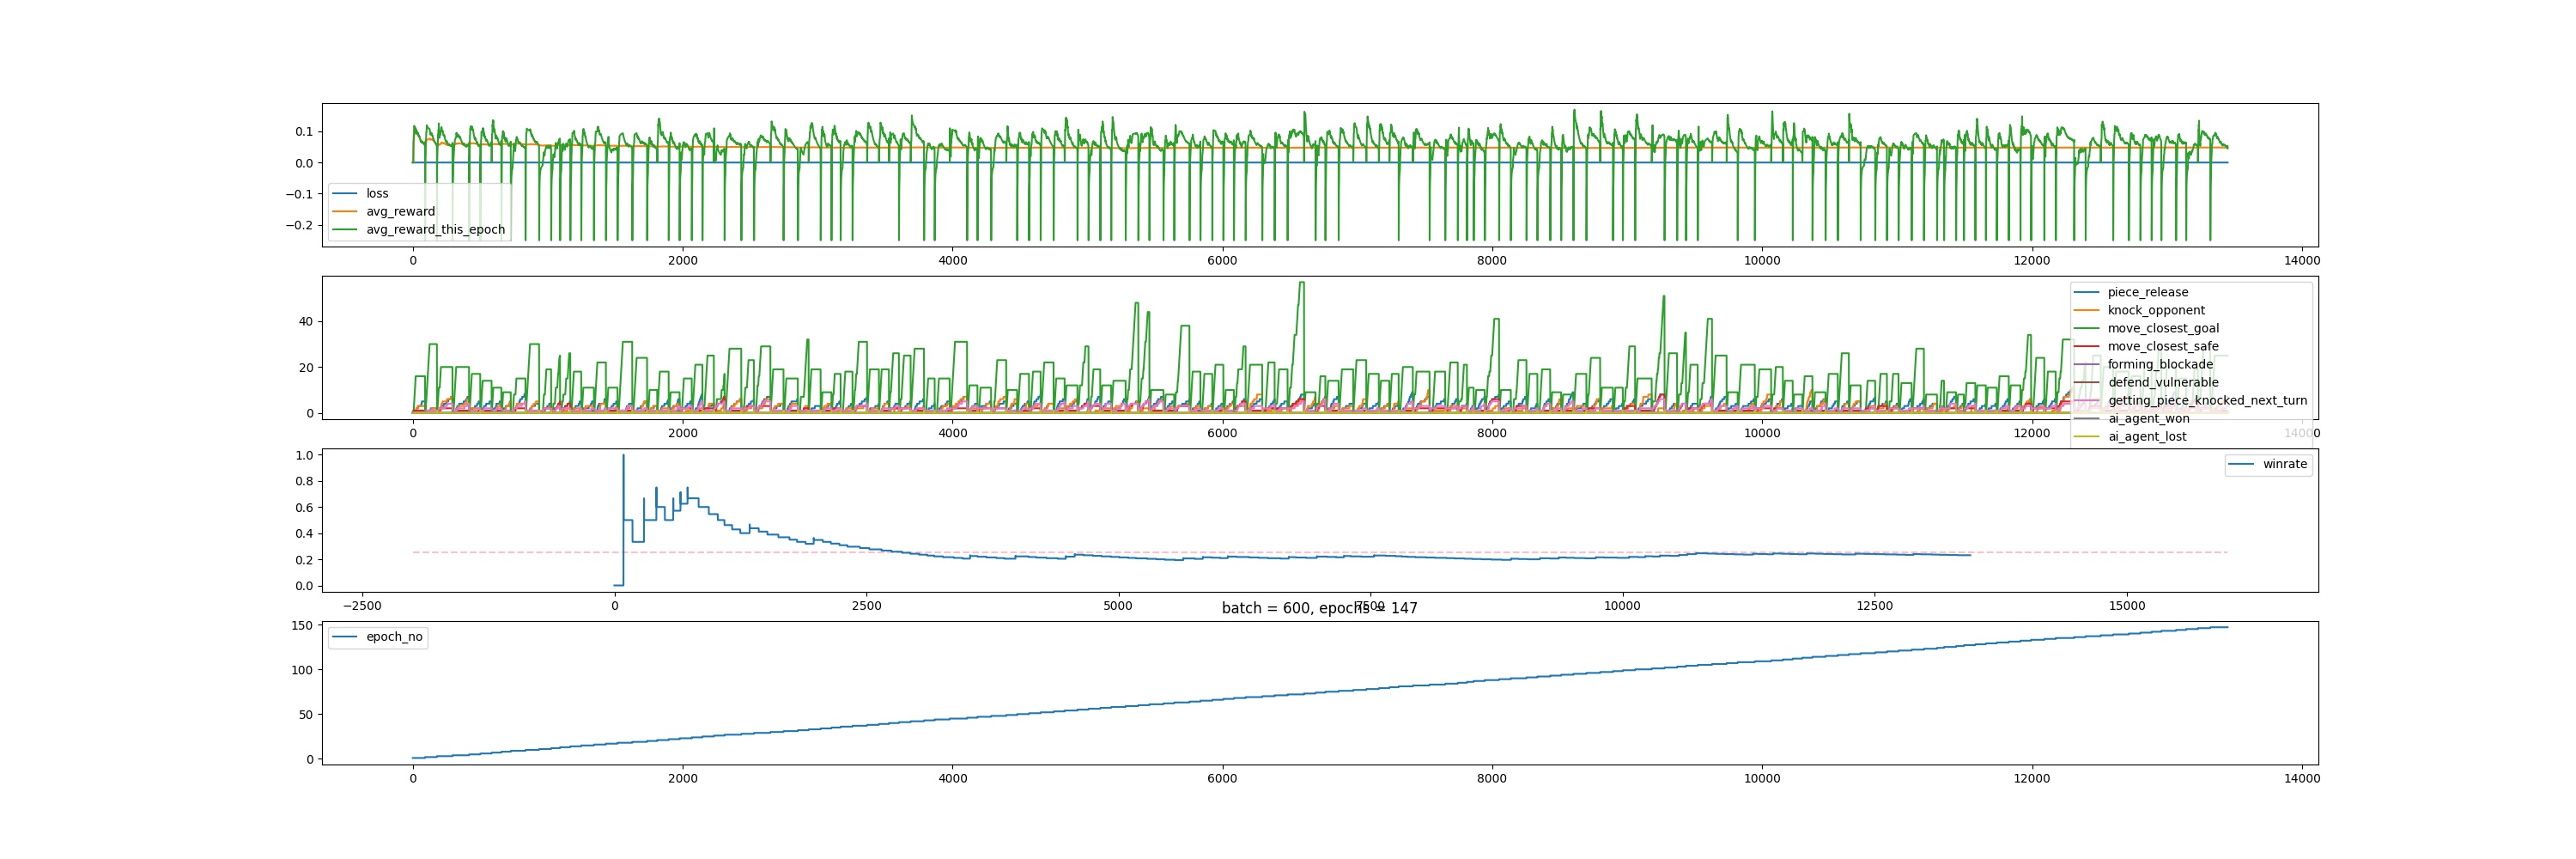 0.1
0.0
−0.1
−0.2
loss
avg_reward
avg_reward_this_epoch
0 2000 4000 6000 8000 10000 12000 14000
40
20
0
piece_release
knock_opponent
move_closest_goal
move_closest_safe
forming_blockade
defend_vulnerable
getting_piece_knocked_next_turn
ai_agent_won
ai_agent_lost
0 2000 4000 6000 8000 10000 12000 14000
1.0
0.8
0.6
0.4
0.2
0.0
winrate
−2500 0 2500 5000 7500 10000 12500 15000
batch = 600, epochs = 147
150
100
50
0
epoch_no
0 2000 4000 6000 8000 10000 12000 14000